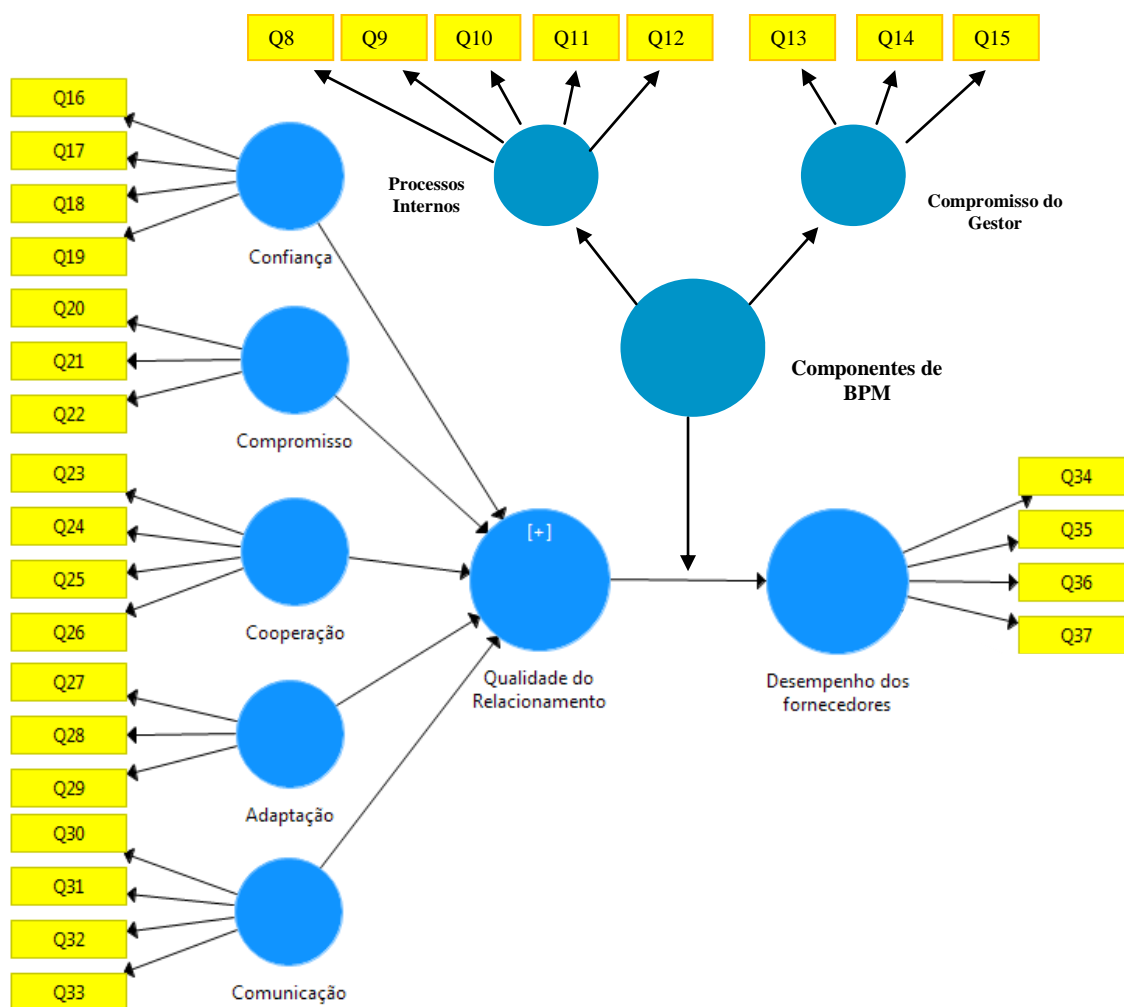 Q8
Q9
Q10
Q11
Q12
Q13
Q14
Q15
Q16
Q17
Q18
Q19
Confiança
Processos
Internos
Compromisso do
Gestor
Q20
Q21
Q22
Compromisso
Componentes de
BPM
Q23
Q24
Q25
Q26
Cooperação
[+]
Qualidade do
Relacionamento
Desempenho dos
fornecedores
Q34
Q35
Q36
Q37
Q27
Q28
Q29
Adaptação
Q30
Q31
Q32
Q33
Comunicação